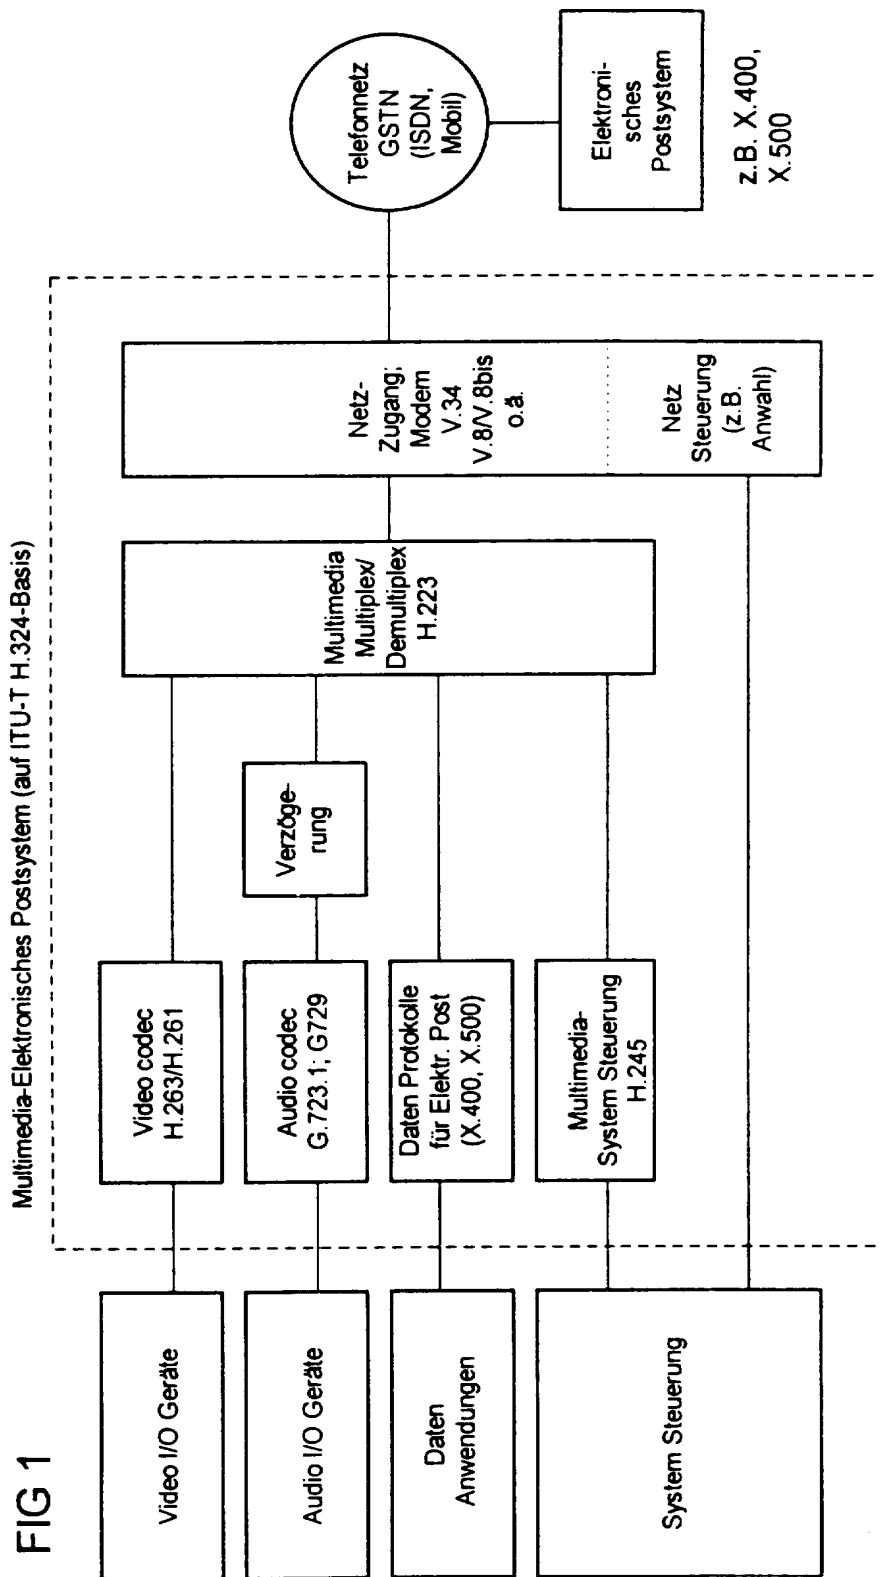 FIG 1
Multimedia-Elektronisches Postsystem (auf ITU-T H.324-Basis)
Video I/O Geräte
Audio I/O Geräte
Daten
Anwendungen
System Steuerung
Video codec
H.263/H.261
Audio codec
G.723.1; G729
Daten Protokolle
für Elektr. Post
(X.400, X.500)
Multimedia-
System Steuerung
H.245
Verzöge-
rung
Multimedia
Multiplex/
Demultiplex
H.223
Netz-
Zugang;
Modem
V.34
V.8/V.8bis
o.ä.
Netz
Steuerung
(z.B.
Anwahl)
Telefonnetz
GSTN
(ISDN,
Mobil)
Elektroni-
sches
Postsystem
z.B. X.400,
X.500